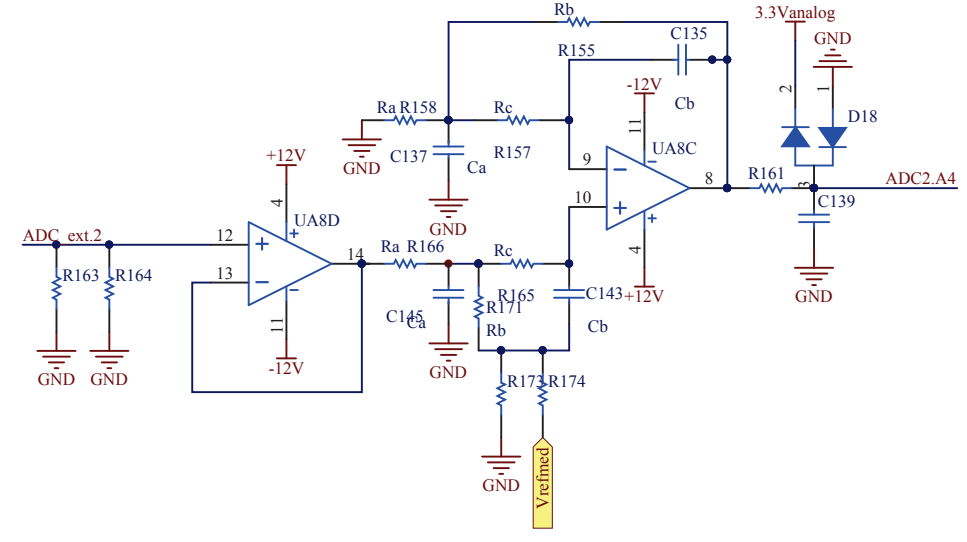 Rb
3.3Vanalog
C135
GND
R155
-12V
2
1
Cb
Ra R158
Rc
11
D18
GND
C137
Ca
R157
9
UA8C
+12V
8
R161
3
ADC2.A4
4
10
C139
GND
UA8D
ADC_ext.2
12
14
Ra R166
Rc
4
13
R163
R164
R165
C143
+12V
GND
C145
Ca
R171
11
Rb
Cb
-12V
GND
GND
GND
R173
R174
GND
Vrefmed